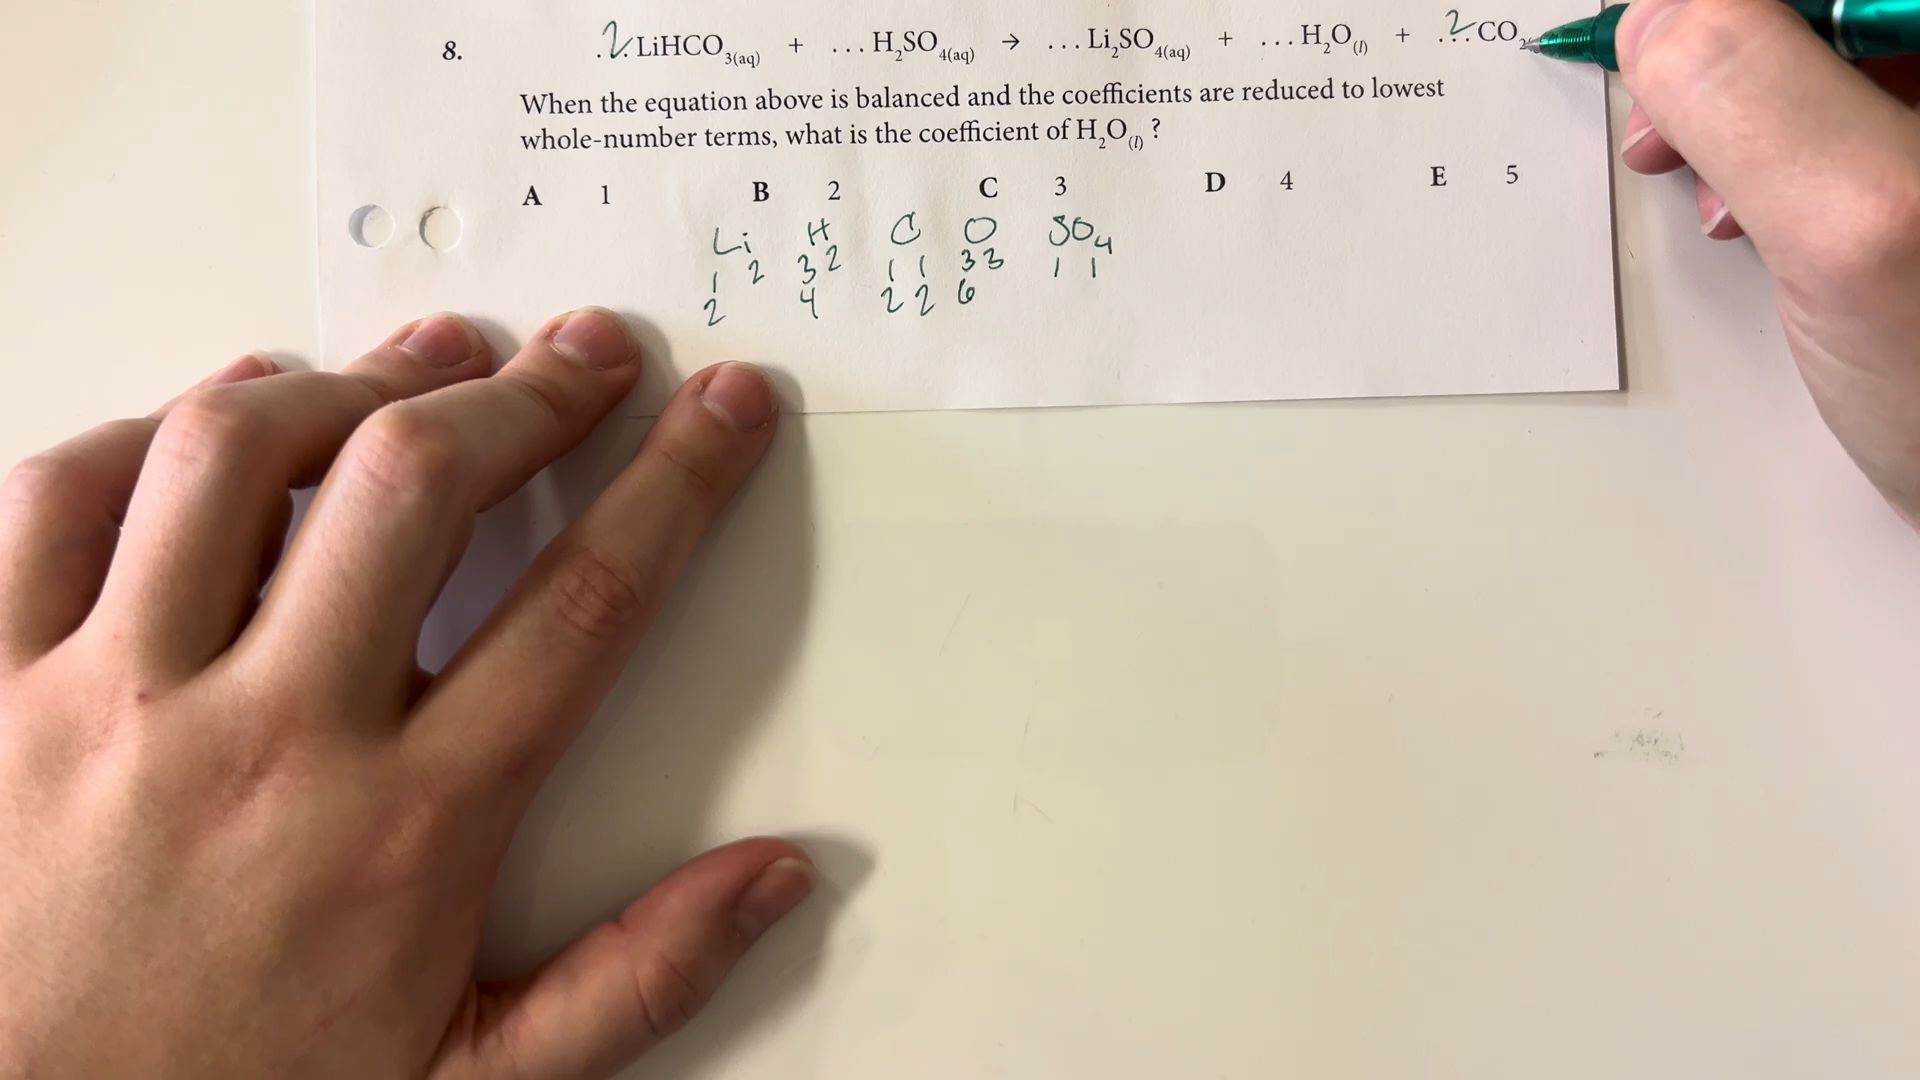 8. .2.LiHCO3(aq) + ...H2SO4(aq) → ...Li2SO4(aq) + ...H2O(l) + .2.CO2
When the equation above is balanced and the coefficients are reduced to lowest
whole-number terms, what is the coefficient of H2O(l) ?
A 1 B 2 C 3 D 4 E 5
Li H C O SO4
1 2 3 2 1 1 3 3 1 1
2 4 2 2 6